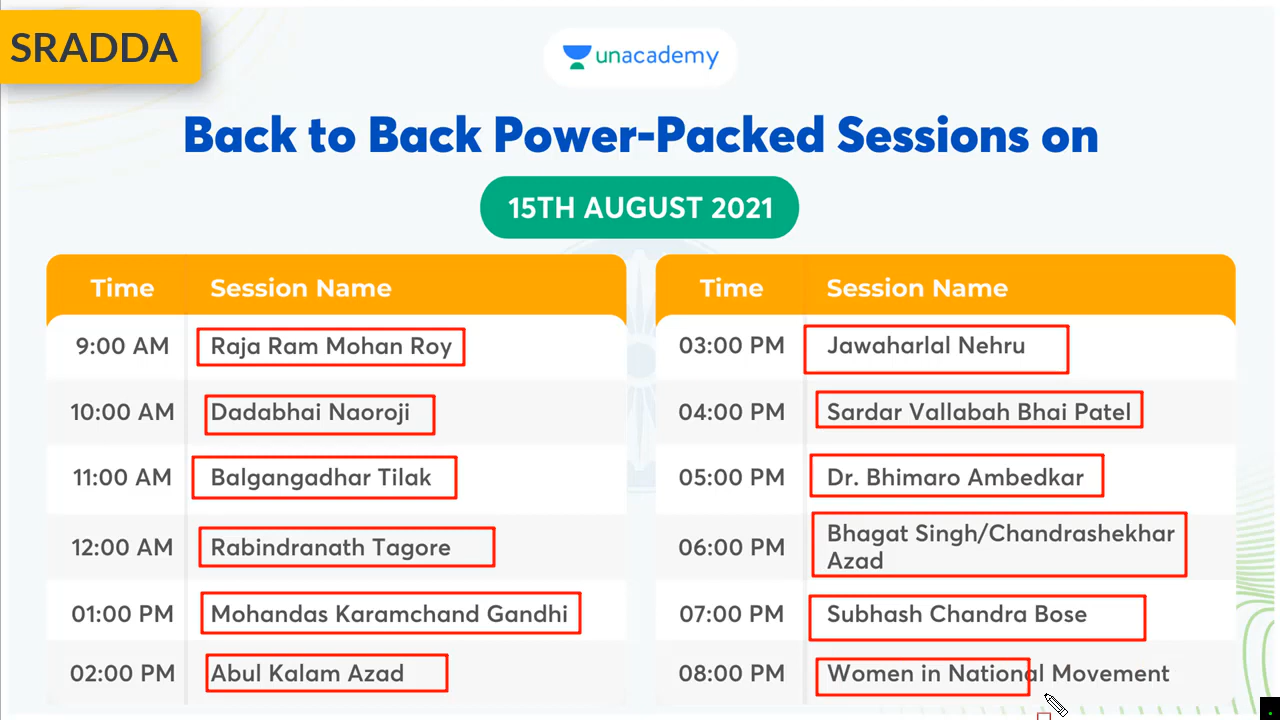 SRADDA
unacademy
Back to Back Power-Packed Sessions on
15TH AUGUST 2021
Time Session Name
9:00 AM Raja Ram Mohan Roy
10:00 AM Dadabhai Naoroji
11:00 AM Balgangadhar Tilak
12:00 AM Rabindranath Tagore
01:00 PM Mohandas Karamchand Gandhi
02:00 PM Abul Kalam Azad
Time Session Name
03:00 PM Jawaharlal Nehru
04:00 PM Sardar Vallabah Bhai Patel
05:00 PM Dr. Bhimaro Ambedkar
06:00 PM Bhagat Singh/Chandrashekhar
Azad
07:00 PM Subhash Chandra Bose
08:00 PM Women in National Movement